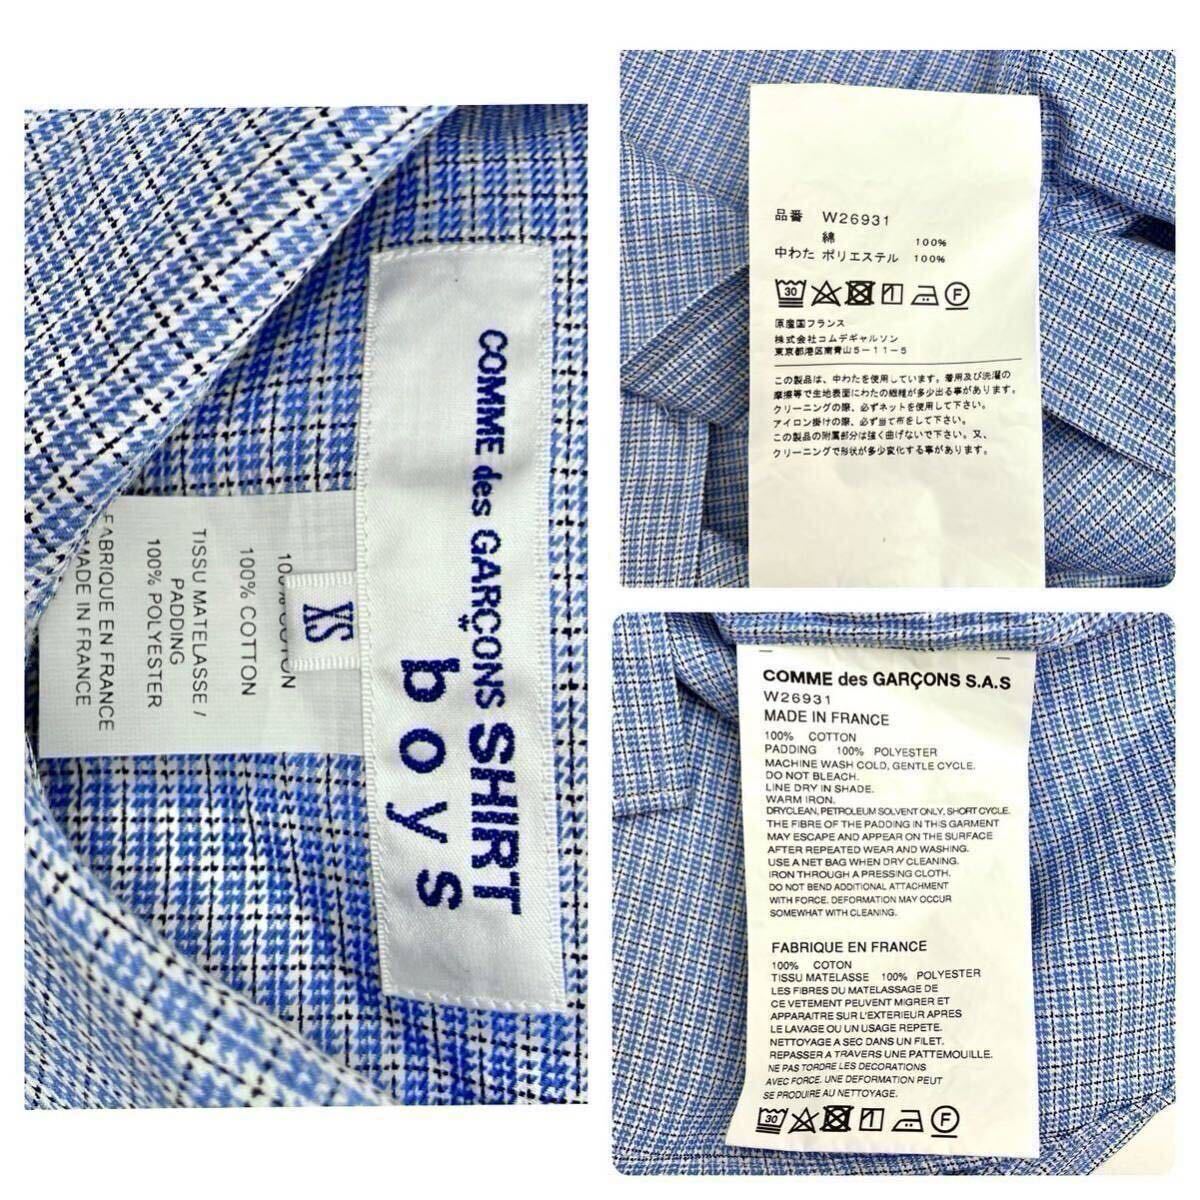 COMME des GARÇONS SHIRT
boys
XS
100% COTTON
100% COTTON
TISSU MATELASSE /
PADDING
100% POLYESTER
FABRIQUE EN FRANCE
MADE IN FRANCE
品番 W26931
綿 100%
中わた ポリエステル 100%
30 F
原産国フランス
株式会社コムデギャルソン
東京都港区南青山5-11-5
この製品は、中わたを使用しています。着用及び洗濯の
摩擦等で生地表面にわたの繊維が多少出る事があります。
クリーニングの際、必ずネットを使用して下さい。
アイロン掛けの際、必ず当て布をして下さい。
この製品の附属部分は強く曲げないで下さい。又、
クリーニングで形状が多少変化する事があります。
COMME des GARÇONS S.A.S
W26931
MADE IN FRANCE
100% COTTON
PADDING 100% POLYESTER
MACHINE WASH COLD, GENTLE CYCLE.
DO NOT BLEACH.
LINE DRY IN SHADE.
WARM IRON.
DRYCLEAN, PETROLEUM SOLVENT ONLY, SHORT CYCLE.
THE FIBRE OF THE PADDING IN THIS GARMENT
MAY ESCAPE AND APPEAR ON THE SURFACE
AFTER REPEATED WEAR AND WASHING.
USE A NET BAG WHEN DRY CLEANING.
IRON THROUGH A PRESSING CLOTH.
DO NOT BEND ADDITIONAL ATTACHMENT
WITH FORCE. DEFORMATION MAY OCCUR
SOMEWHAT WITH CLEANING.
FABRIQUE EN FRANCE
100% COTON
TISSU MATELASSE 100% POLYESTER
LES FIBRES DU MATELASSAGE DE
CE VETEMENT PEUVENT MIGRER ET
APPARAITRE SUR L'EXTERIEUR APRES
LE LAVAGE OU UN USAGE REPETE.
NETTOYAGE A SEC DANS UN FILET.
REPASSER A TRAVERS UNE PATTEMOUILLE.
NE PAS TORDRE LES DECORATIONS
AVEC FORCE. UNE DEFORMATION PEUT
SE PRODUIRE AU NETTOYAGE.
30 F